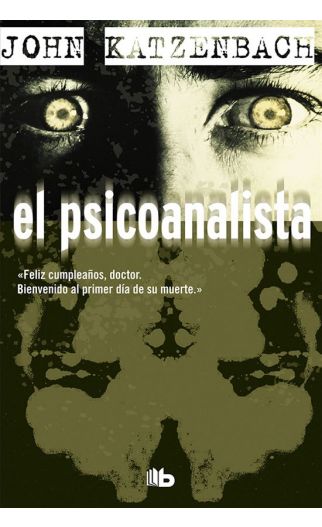 JOHN KATZENBACH
el psicoanalista
«Feliz cumpleaños, doctor.
Bienvenido al primer día de su muerte.»
b